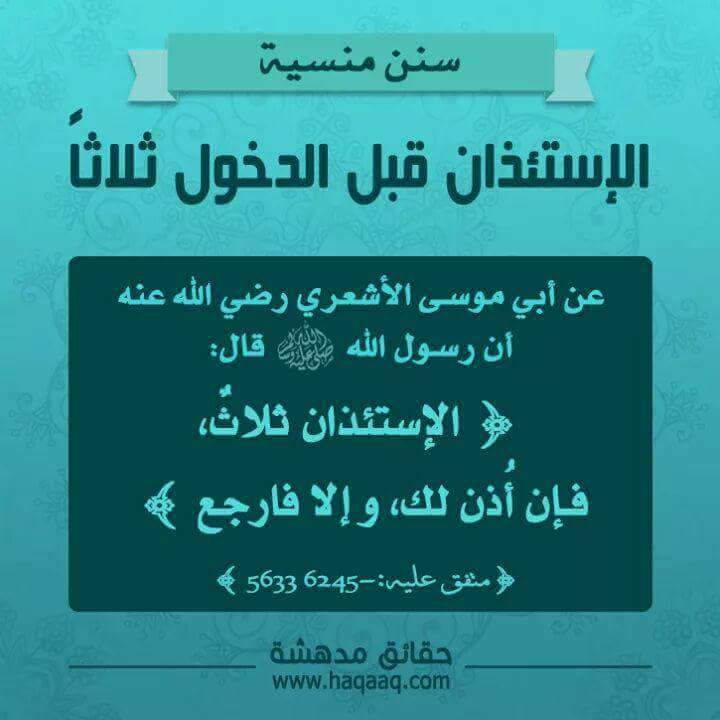 سنن منسية
الإستئذان قبل الدخول ثلاثاً
عن أبي موسى الأشعري رضي الله عنه
أن رسول الله ﷺ قال:
﴿ الإستئذان ثلاثٌ،
فإن أُذن لك، و إلا فارجع ﴾
﴿ متفق عليه:–6245 5633 ﴾
حقائق مدهشة
www.haqaaq.com